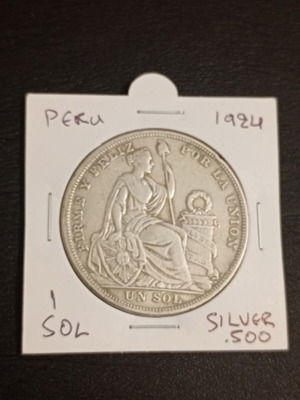 PERU 1924
FIRME Y FELIZ POR LA UNION
UN SOL
1 SILVER
SOL .500